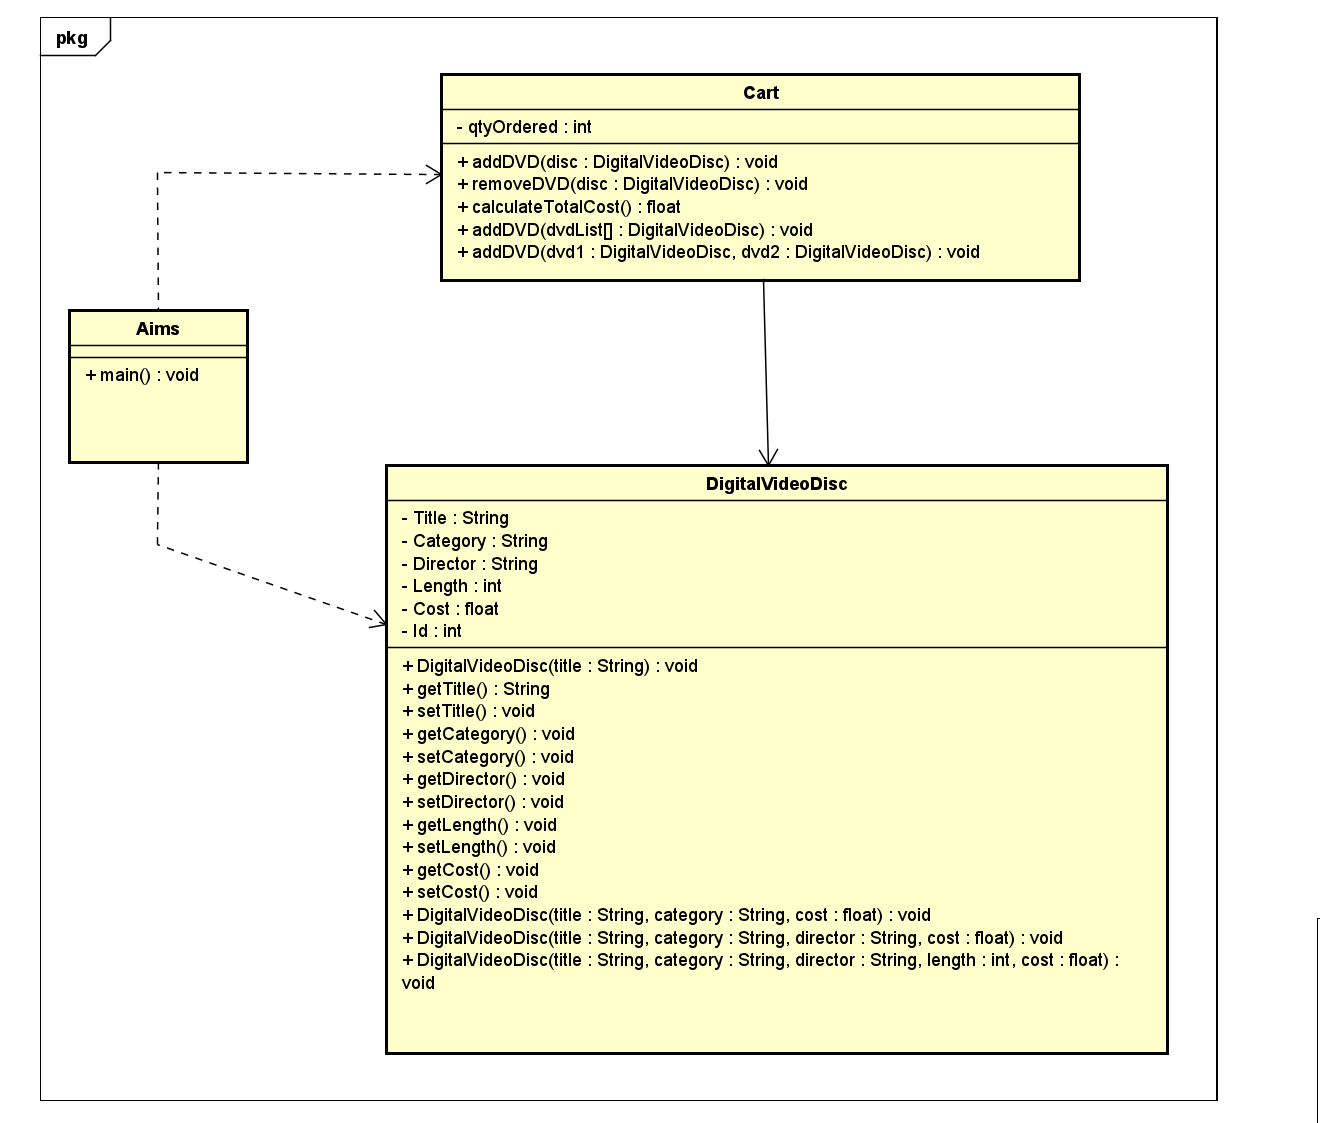 pkg
Cart
- qtyOrdered : int
+ addDVD(disc : DigitalVideoDisc) : void
+ removeDVD(disc : DigitalVideoDisc) : void
+ calculateTotalCost() : float
+ addDVD(dvdList[] : DigitalVideoDisc) : void
+ addDVD(dvd1 : DigitalVideoDisc, dvd2 : DigitalVideoDisc) : void
Aims
+ main() : void
DigitalVideoDisc
- Title : String
- Category : String
- Director : String
- Length : int
- Cost : float
- Id : int
+ DigitalVideoDisc(title : String) : void
+ getTitle() : String
+ setTitle() : void
+ getCategory() : void
+ setCategory() : void
+ getDirector() : void
+ setDirector() : void
+ getLength() : void
+ setLength() : void
+ getCost() : void
+ setCost() : void
+ DigitalVideoDisc(title : String, category : String, cost : float) : void
+ DigitalVideoDisc(title : String, category : String, director : String, cost : float) : void
+ DigitalVideoDisc(title : String, category : String, director : String, length : int, cost : float) :
void